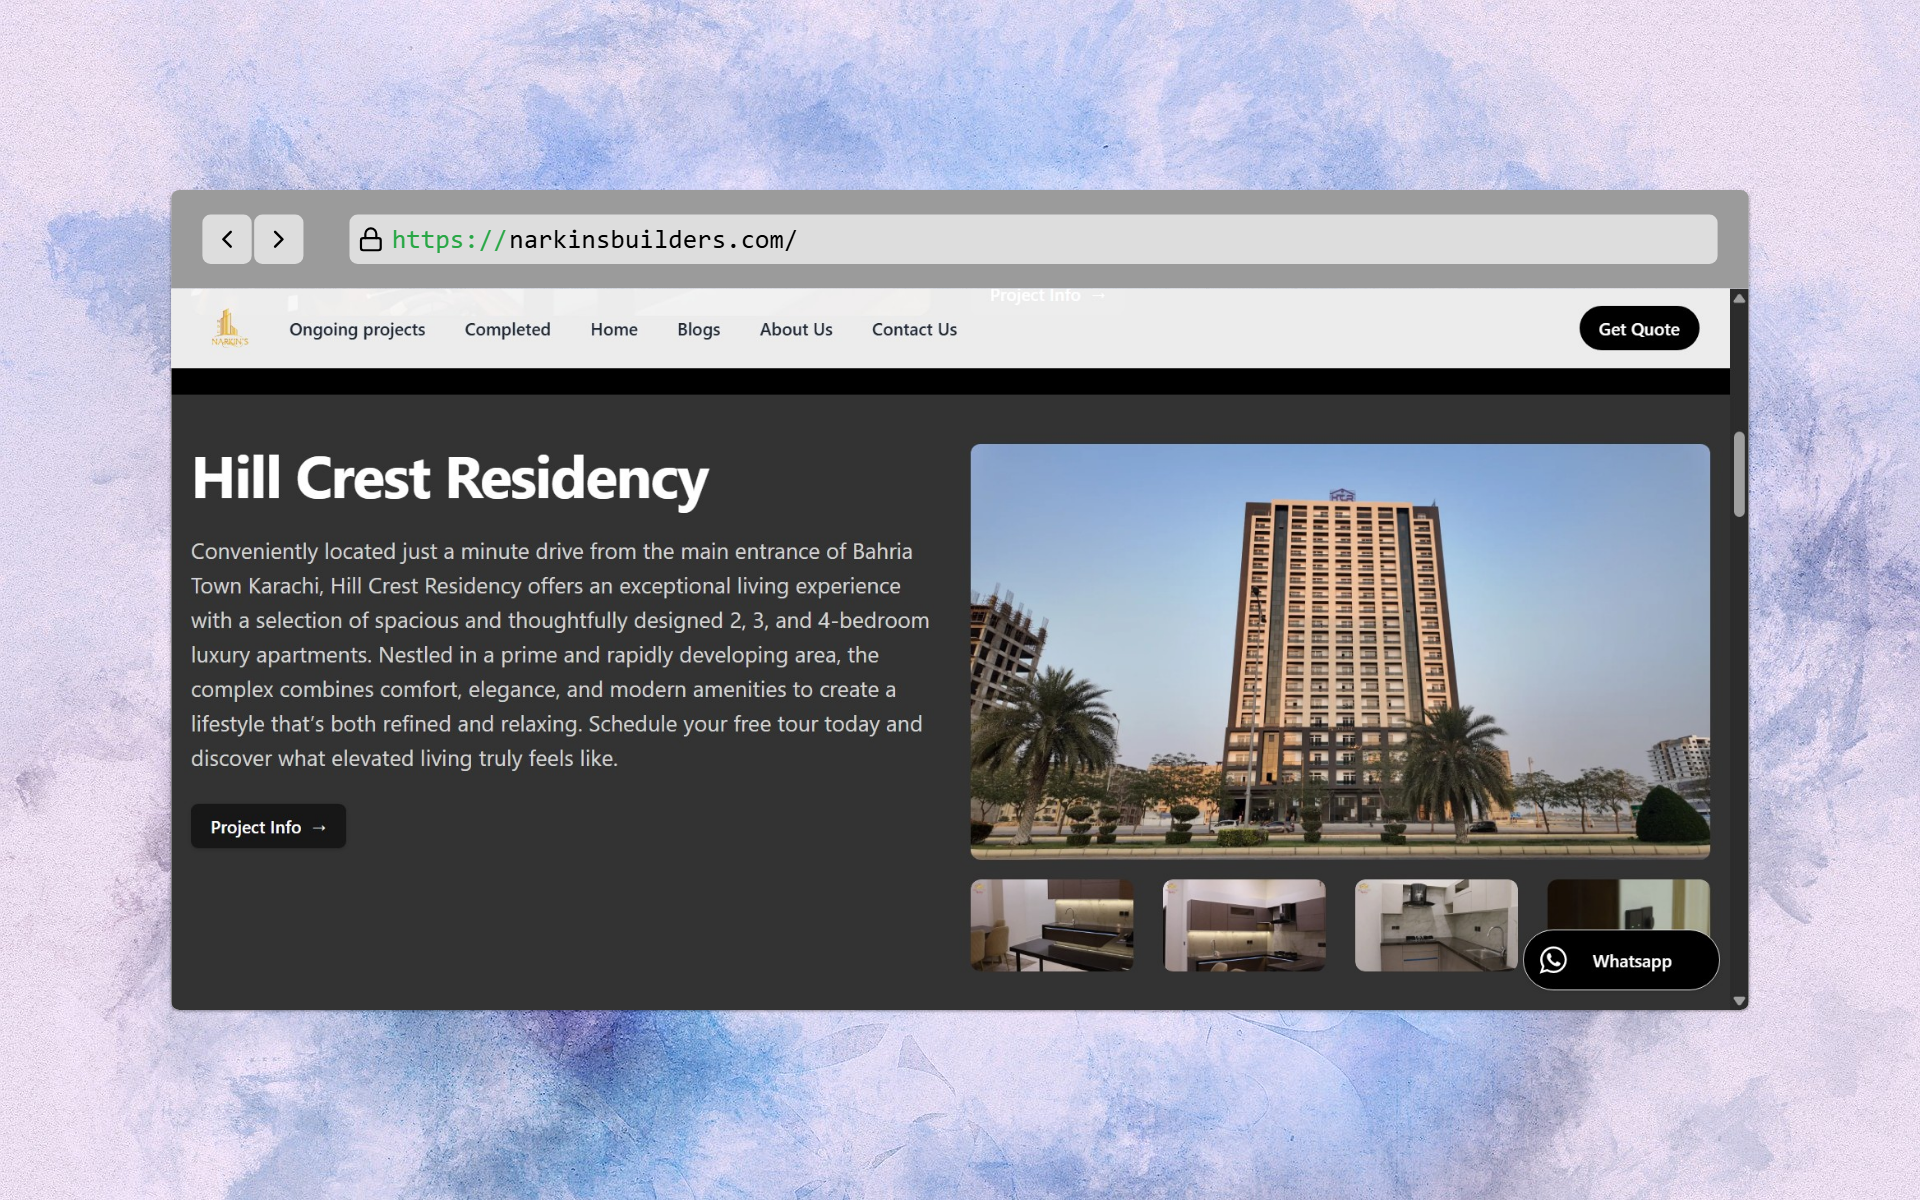 https://narkinsbuilders.com/
Project Info →
NARKIN'S
Ongoing projects
Completed
Home
Blogs
About Us
Contact Us
Get Quote
Hill Crest Residency
Conveniently located just a minute drive from the main entrance of Bahria
Town Karachi, Hill Crest Residency offers an exceptional living experience
with a selection of spacious and thoughtfully designed 2, 3, and 4-bedroom
luxury apartments. Nestled in a prime and rapidly developing area, the
complex combines comfort, elegance, and modern amenities to create a
lifestyle that’s both refined and relaxing. Schedule your free tour today and
discover what elevated living truly feels like.
Project Info →
HCR
Whatsapp